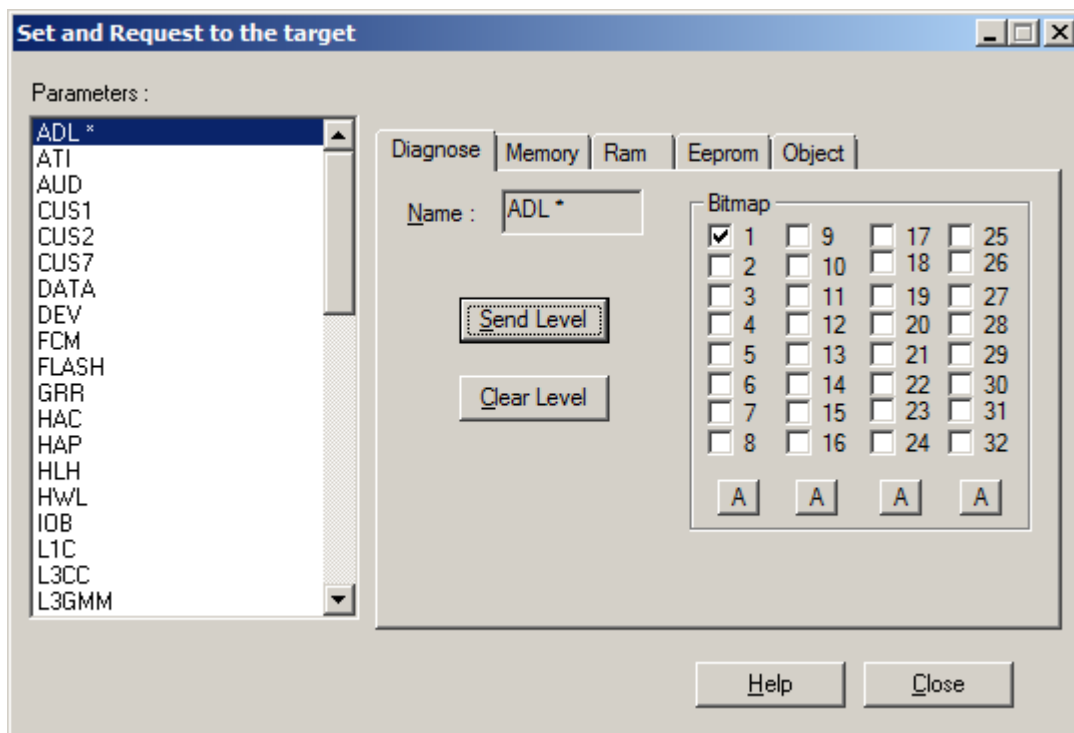 Set and Request to the target
Parameters :
ADL *
ATI
AUD
CUS1
CUS2
CUS7
DATA
DEV
FCM
FLASH
GRR
HAC
HAP
HLH
HWL
IOB
L1C
L3CC
L3GMM
Diagnose Memory Ram Eeprom Object
Name : ADL *
Send Level
Clear Level
Bitmap
1 9 17 25
2 10 18 26
3 11 19 27
4 12 20 28
5 13 21 29
6 14 22 30
7 15 23 31
8 16 24 32
A A A A
Help Close